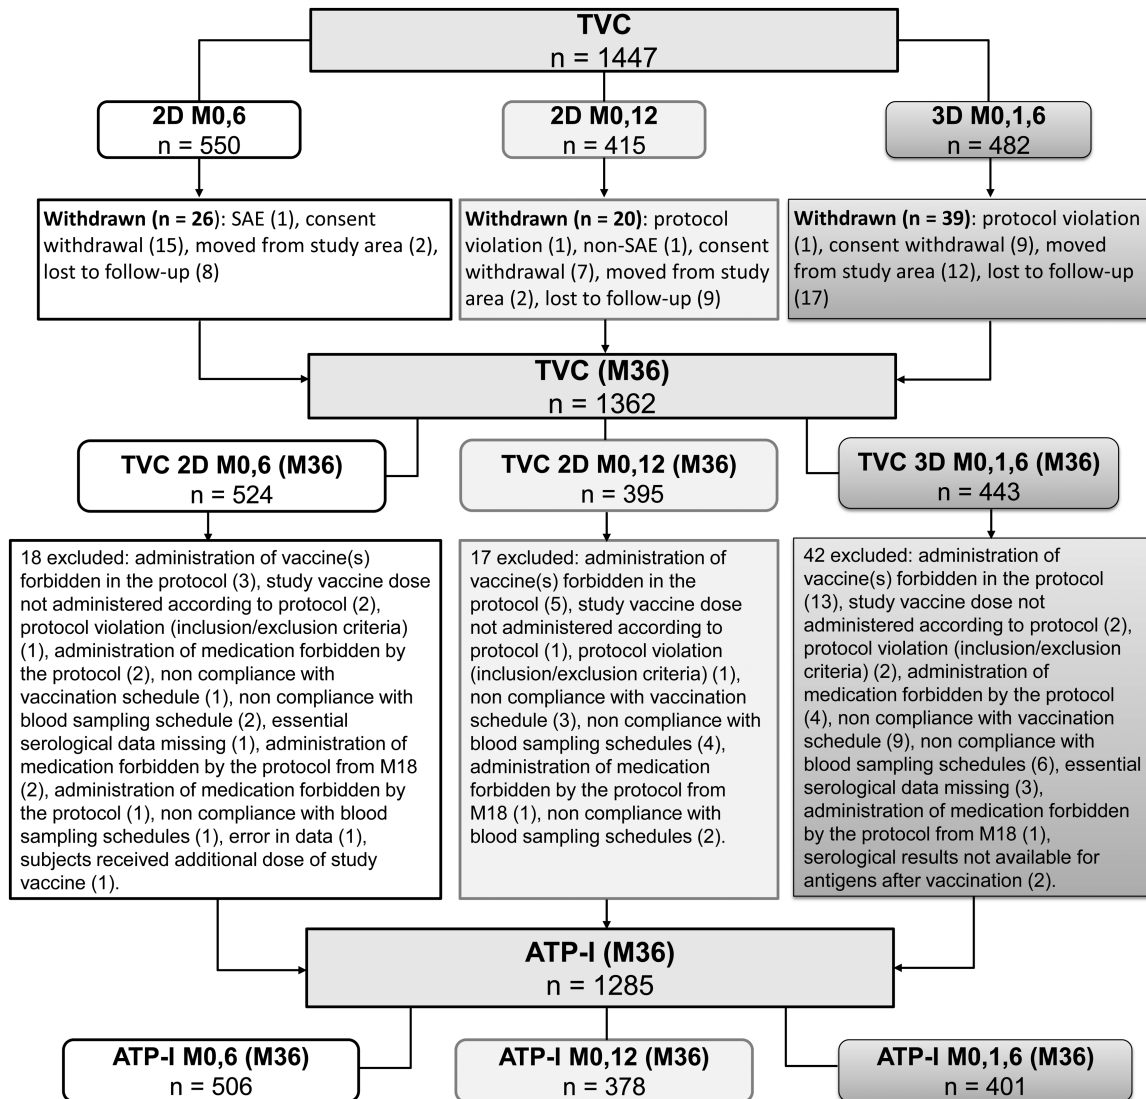 TVC
n = 1447
2D M0,6
n = 550
2D M0,12
n = 415
3D M0,1,6
n = 482
Withdrawn (n = 26): SAE (1), consent
withdrawal (15), moved from study area (2),
lost to follow-up (8)
Withdrawn (n = 20): protocol
violation (1), non-SAE (1), consent
withdrawal (7), moved from study
area (2), lost to follow-up (9)
Withdrawn (n = 39): protocol violation
(1), consent withdrawal (9), moved
from study area (12), lost to follow-up
(17)
TVC (M36)
n = 1362
TVC 2D M0,6 (M36)
n = 524
TVC 2D M0,12 (M36)
n = 395
TVC 3D M0,1,6 (M36)
n = 443
18 excluded: administration of vaccine(s)
forbidden in the protocol (3), study vaccine dose
not administered according to protocol (2),
protocol violation (inclusion/exclusion criteria)
(1), administration of medication forbidden by
the protocol (2), non compliance with
vaccination schedule (1), non compliance with
blood sampling schedule (2), essential
serological data missing (1), administration of
medication forbidden by the protocol from M18
(2), administration of medication forbidden by
the protocol (1), non compliance with blood
sampling schedules (1), error in data (1),
subjects received additional dose of study
vaccine (1).
17 excluded: administration of
vaccine(s) forbidden in the
protocol (5), study vaccine dose
not administered according to
protocol (1), protocol violation
(inclusion/exclusion criteria) (1),
non compliance with vaccination
schedule (3), non compliance with
blood sampling schedules (4),
administration of medication
forbidden by the protocol from
M18 (1), non compliance with
blood sampling schedules (2).
42 excluded: administration of
vaccine(s) forbidden in the protocol
(13), study vaccine dose not
administered according to protocol (2),
protocol violation (inclusion/exclusion
criteria) (2), administration of
medication forbidden by the protocol
(4), non compliance with vaccination
schedule (9), non compliance with
blood sampling schedules (6), essential
serological data missing (3),
administration of medication forbidden
by the protocol from M18 (1),
serological results not available for
antigens after vaccination (2).
ATP-I (M36)
n = 1285
ATP-I M0,6 (M36)
n = 506
ATP-I M0,12 (M36)
n = 378
ATP-I M0,1,6 (M36)
n = 401